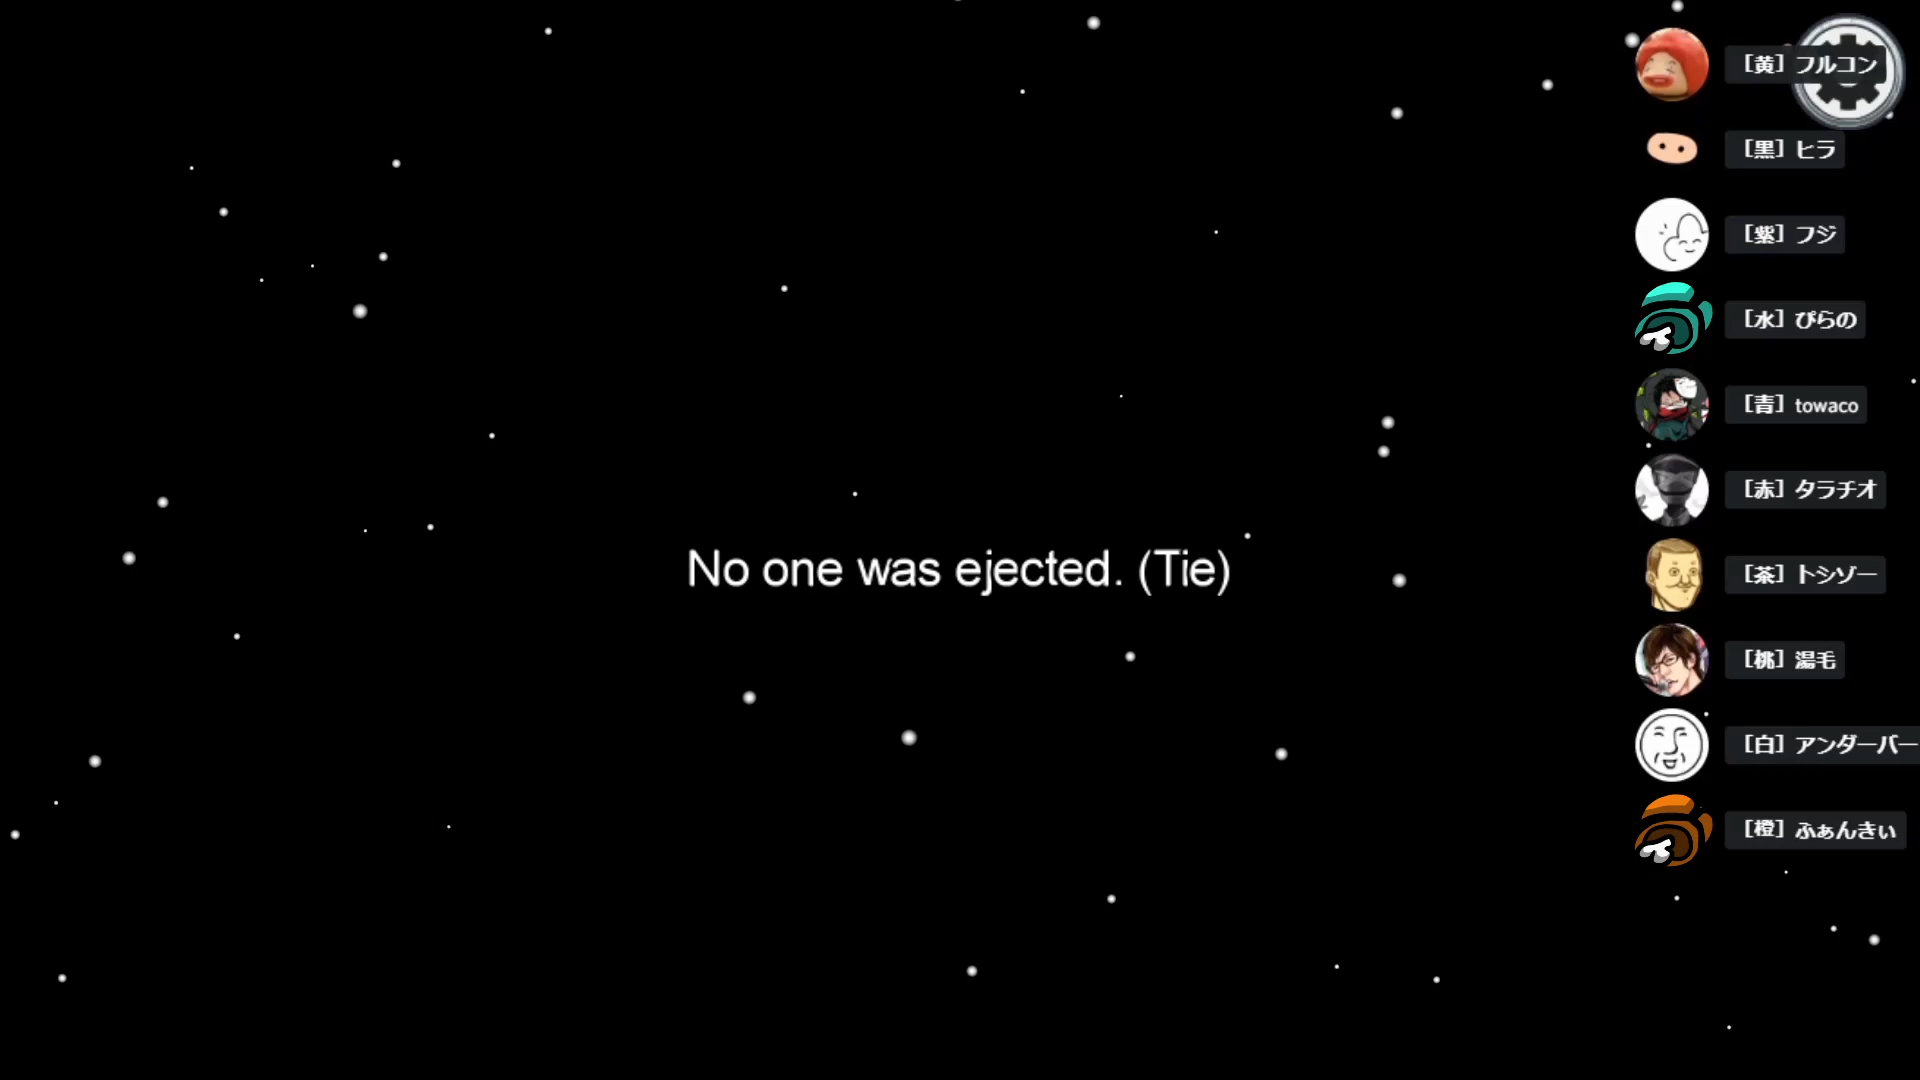 ［黄］フルコン
［黒］ヒラ
［紫］フジ
［水］ぴらの
［青］towaco
［赤］タラチオ
No one was ejected. (Tie)
［茶］トシゾー
［桃］湯毛
［白］アンダーバー
［橙］ふぁんきぃ